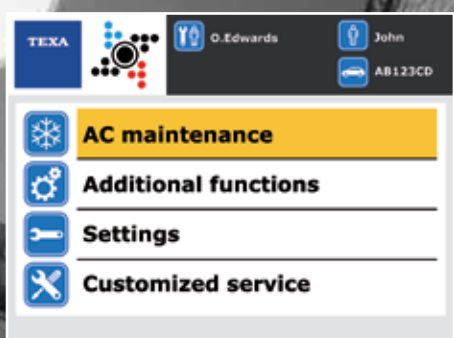 TEXA
O.Edwards
John
AB123CD
AC maintenance
Additional functions
Settings
Customized service